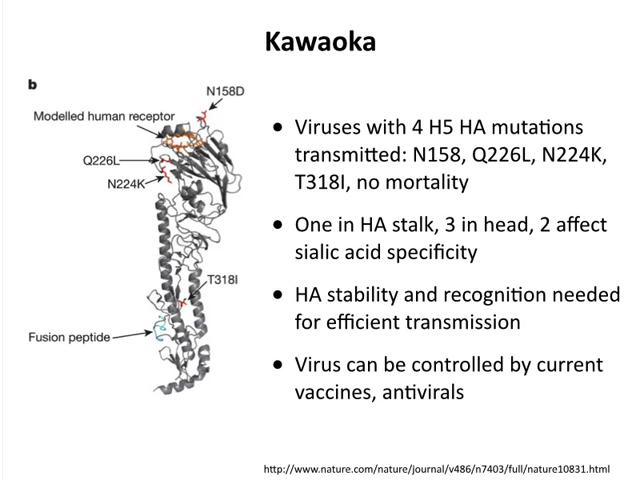 Kawaoka
b
N158D
Modelled human receptor
Q226L
N224K
T318I
Fusion peptide
• Viruses with 4 H5 HA mutations
transmitted: N158, Q226L, N224K,
T318I, no mortality
• One in HA stalk, 3 in head, 2 affect
sialic acid specificity
• HA stability and recognition needed
for efficient transmission
• Virus can be controlled by current
vaccines, antivirals
http://www.nature.com/nature/journal/v486/n7403/full/nature10831.html